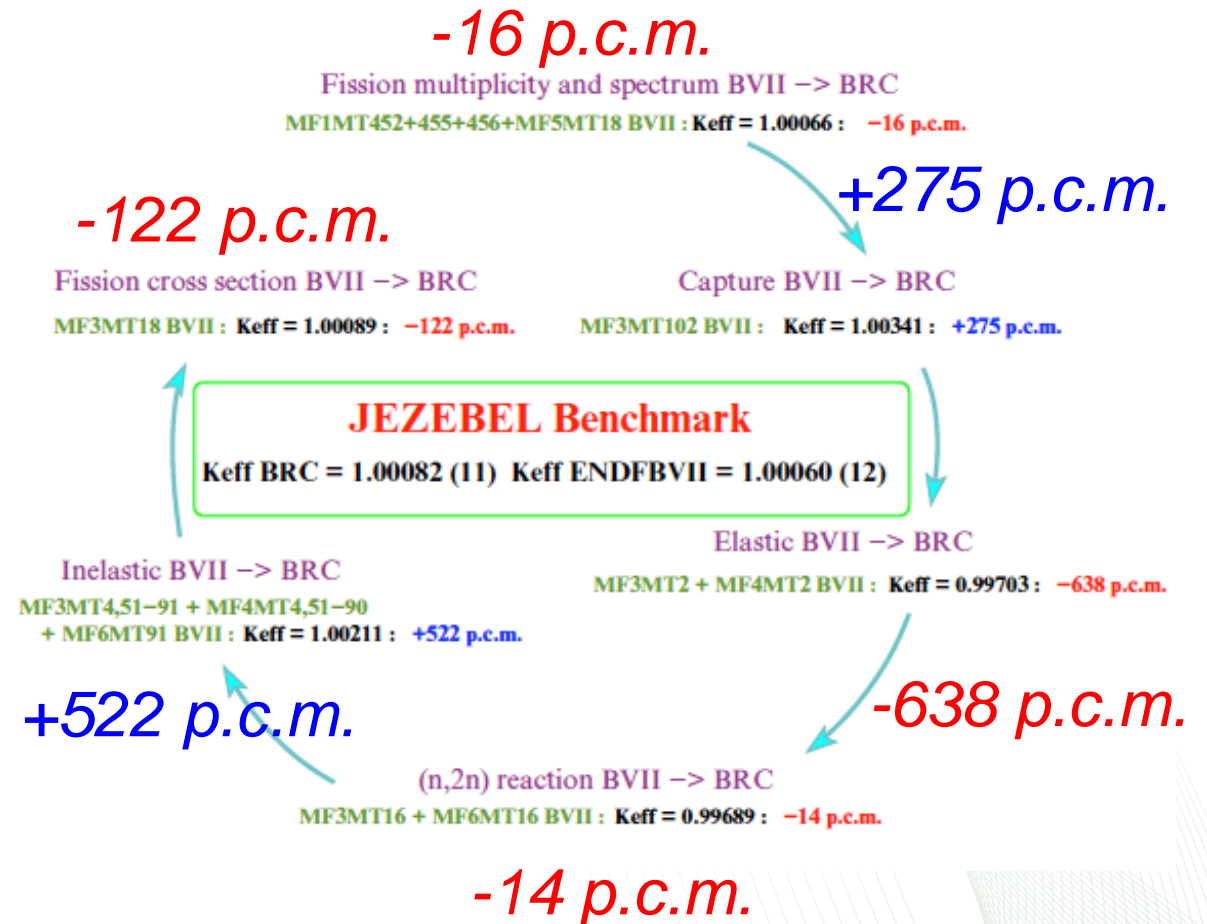 -16 p.c.m.
Fission multiplicity and spectrum BVII −> BRC
MF1MT452+455+456+MF5MT18 BVII : Keff = 1.00066 : −16 p.c.m.
+275 p.c.m.
-122 p.c.m.
Fission cross section BVII −> BRC
MF3MT18 BVII : Keff = 1.00089 : −122 p.c.m.
Capture BVII −> BRC
MF3MT102 BVII : Keff = 1.00341 : +275 p.c.m.
JEZEBEL Benchmark
Keff BRC = 1.00082 (11) Keff ENDFBVII = 1.00060 (12)
Elastic BVII −> BRC
MF3MT2 + MF4MT2 BVII : Keff = 0.99703 : −638 p.c.m.
Inelastic BVII −> BRC
MF3MT4,51−91 + MF4MT4,51−90
+ MF6MT91 BVII : Keff = 1.00211 : +522 p.c.m.
+522 p.c.m.
-638 p.c.m.
(n,2n) reaction BVII −> BRC
MF3MT16 + MF6MT16 BVII : Keff = 0.99689 : −14 p.c.m.
-14 p.c.m.